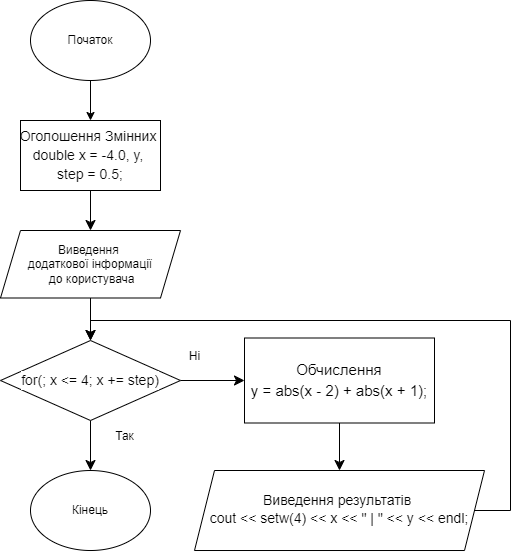 Початок
Оголошення Змінних
double x = -4.0, y,
step = 0.5;
Виведення
додаткової інформації
до користувача
for(; x <= 4; x += step)
Ні
Обчислення
y = abs(x - 2) + abs(x + 1);
Так
Виведення результатів
cout << setw(4) << x << " | " << y << endl;
Кінець